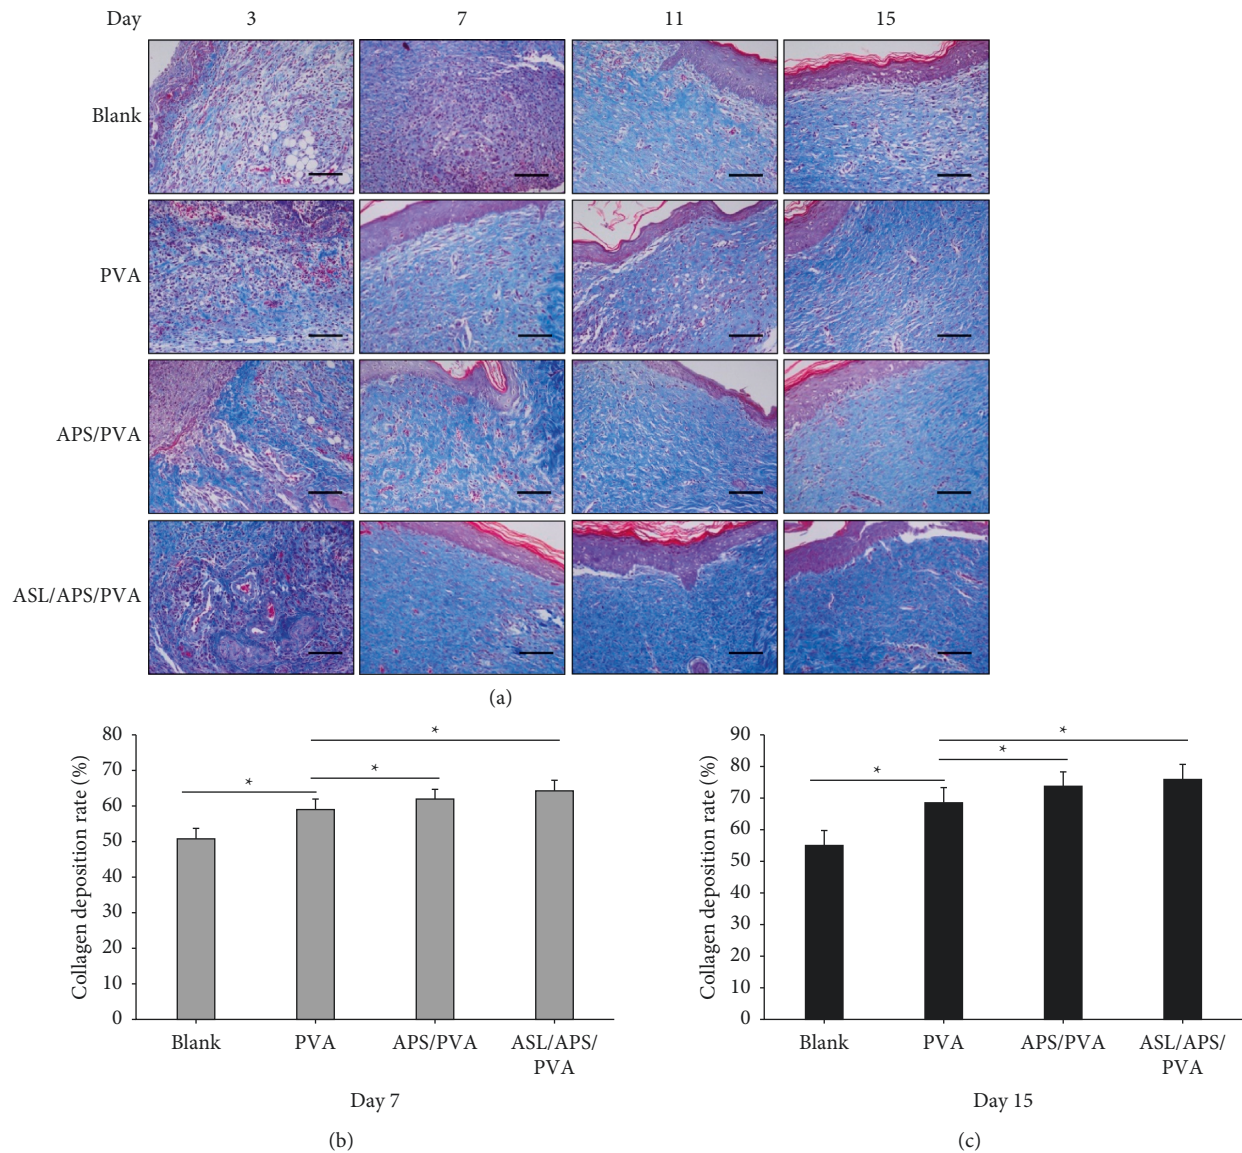 Day 3 7 11 15
Blank
PVA
APS/PVA
ASL/APS/PVA
(a)
Collagen deposition rate (%)
80
70
60
50
40
30
20
10
0
* * *
Blank PVA APS/PVA ASL/APS/
PVA
Day 7
(b)
Collagen deposition rate (%)
90
80
70
60
50
40
30
20
10
0
* * *
Blank PVA APS/PVA ASL/APS/
PVA
Day 15
(c)